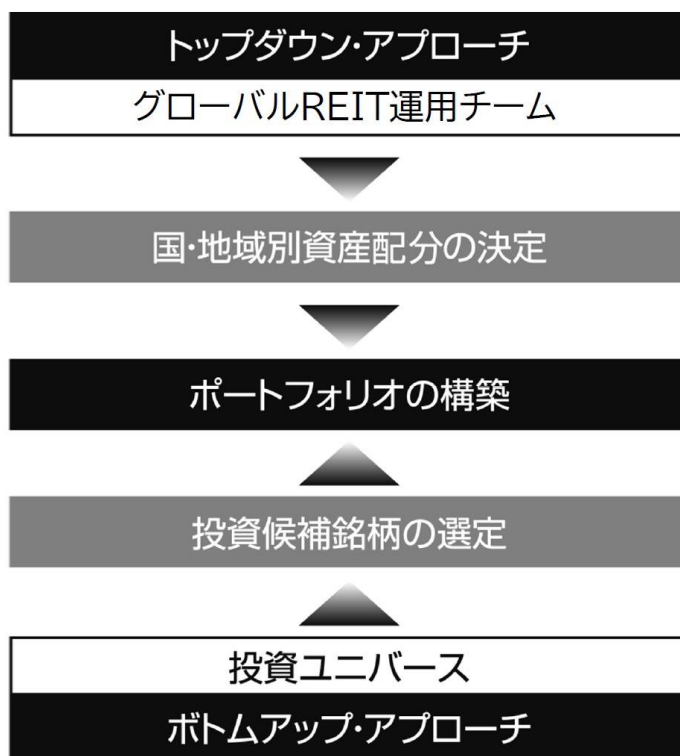 トップダウン・アプローチ
グローバルREIT運用チーム
国・地域別資産配分の決定
ポートフォリオの構築
投資候補銘柄の選定
投資ユニバース
ボトムアップ・アプローチ